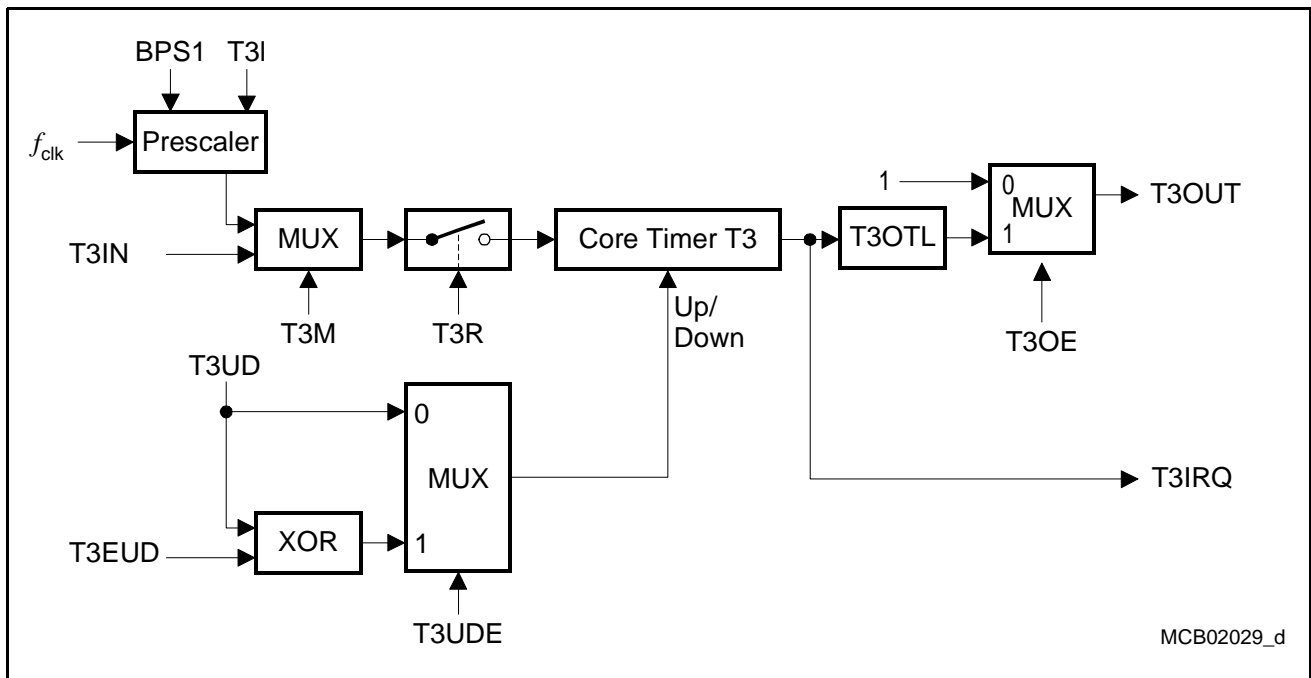 BPS1 T3I
f clk
Prescaler
T3IN
MUX
Core Timer T3
T3OTL
1
0
MUX
1
T3OUT
T3M
T3R
Up/
Down
T3OE
T3UD
0
MUX
1
T3IRQ
T3EUD
XOR
T3UDE
MCB02029_d